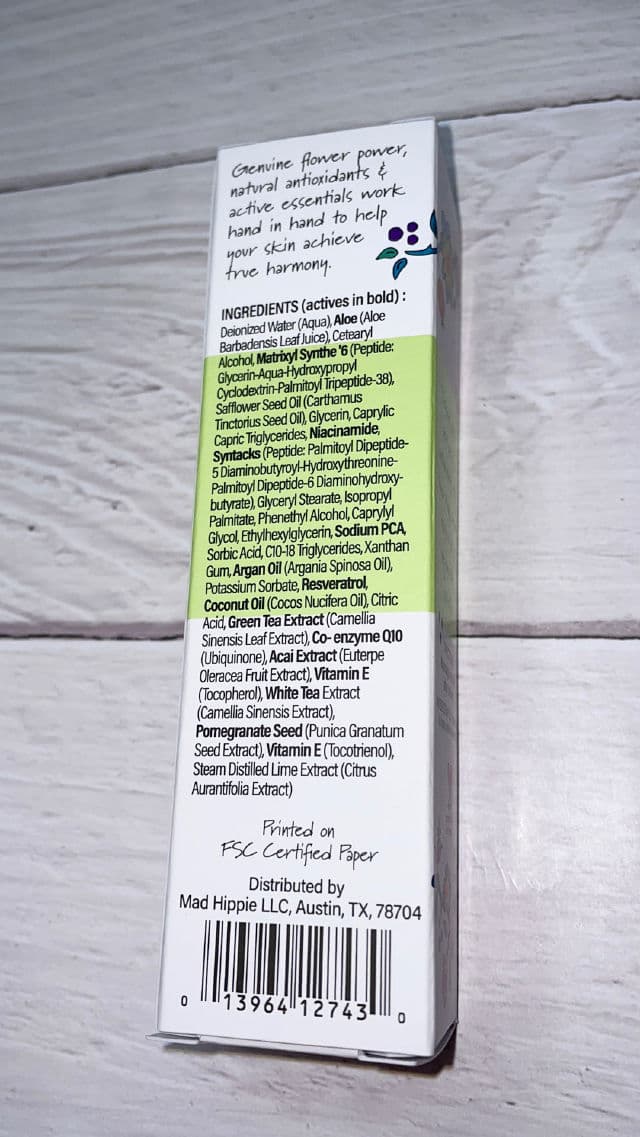 Genuine flower power,
natural antioxidants &
active essentials work
hand in hand to help
your skin achieve
true harmony.
INGREDIENTS (actives in bold) :
Deionized Water (Aqua), Aloe (Aloe
Barbadensis Leaf Juice), Cetearyl
Alcohol, Matrixyl Synthe '6 (Peptide:
Glycerin-Aqua-Hydroxypropyl
Cyclodextrin-Palmitoyl Tripeptide-38),
Safflower Seed Oil (Carthamus
Tinctorius Seed Oil), Glycerin, Caprylic
Capric Triglycerides, Niacinamide,
Syntacks (Peptide: Palmitoyl Dipeptide-
5 Diaminobutyroyl-Hydroxythreonine-
Palmitoyl Dipeptide-6 Diaminohydroxy-
butyrate), Glyceryl Stearate, Isopropyl
Palmitate, Phenethyl Alcohol, Caprylyl
Glycol, Ethylhexylglycerin, Sodium PCA,
Sorbic Acid, C10-18 Triglycerides, Xanthan
Gum, Argan Oil (Argania Spinosa Oil),
Potassium Sorbate, Resveratrol,
Coconut Oil (Cocos Nucifera Oil), Citric
Acid, Green Tea Extract (Camellia
Sinensis Leaf Extract), Co- enzyme Q10
(Ubiquinone), Acai Extract (Euterpe
Oleracea Fruit Extract), Vitamin E
(Tocopherol), White Tea Extract
(Camellia Sinensis Extract),
Pomegranate Seed (Punica Granatum
Seed Extract), Vitamin E (Tocotrienol),
Steam Distilled Lime Extract (Citrus
Aurantifolia Extract)
Printed on
FSC Certified Paper
Distributed by
Mad Hippie LLC, Austin, TX, 78704
0 13964 12743 0